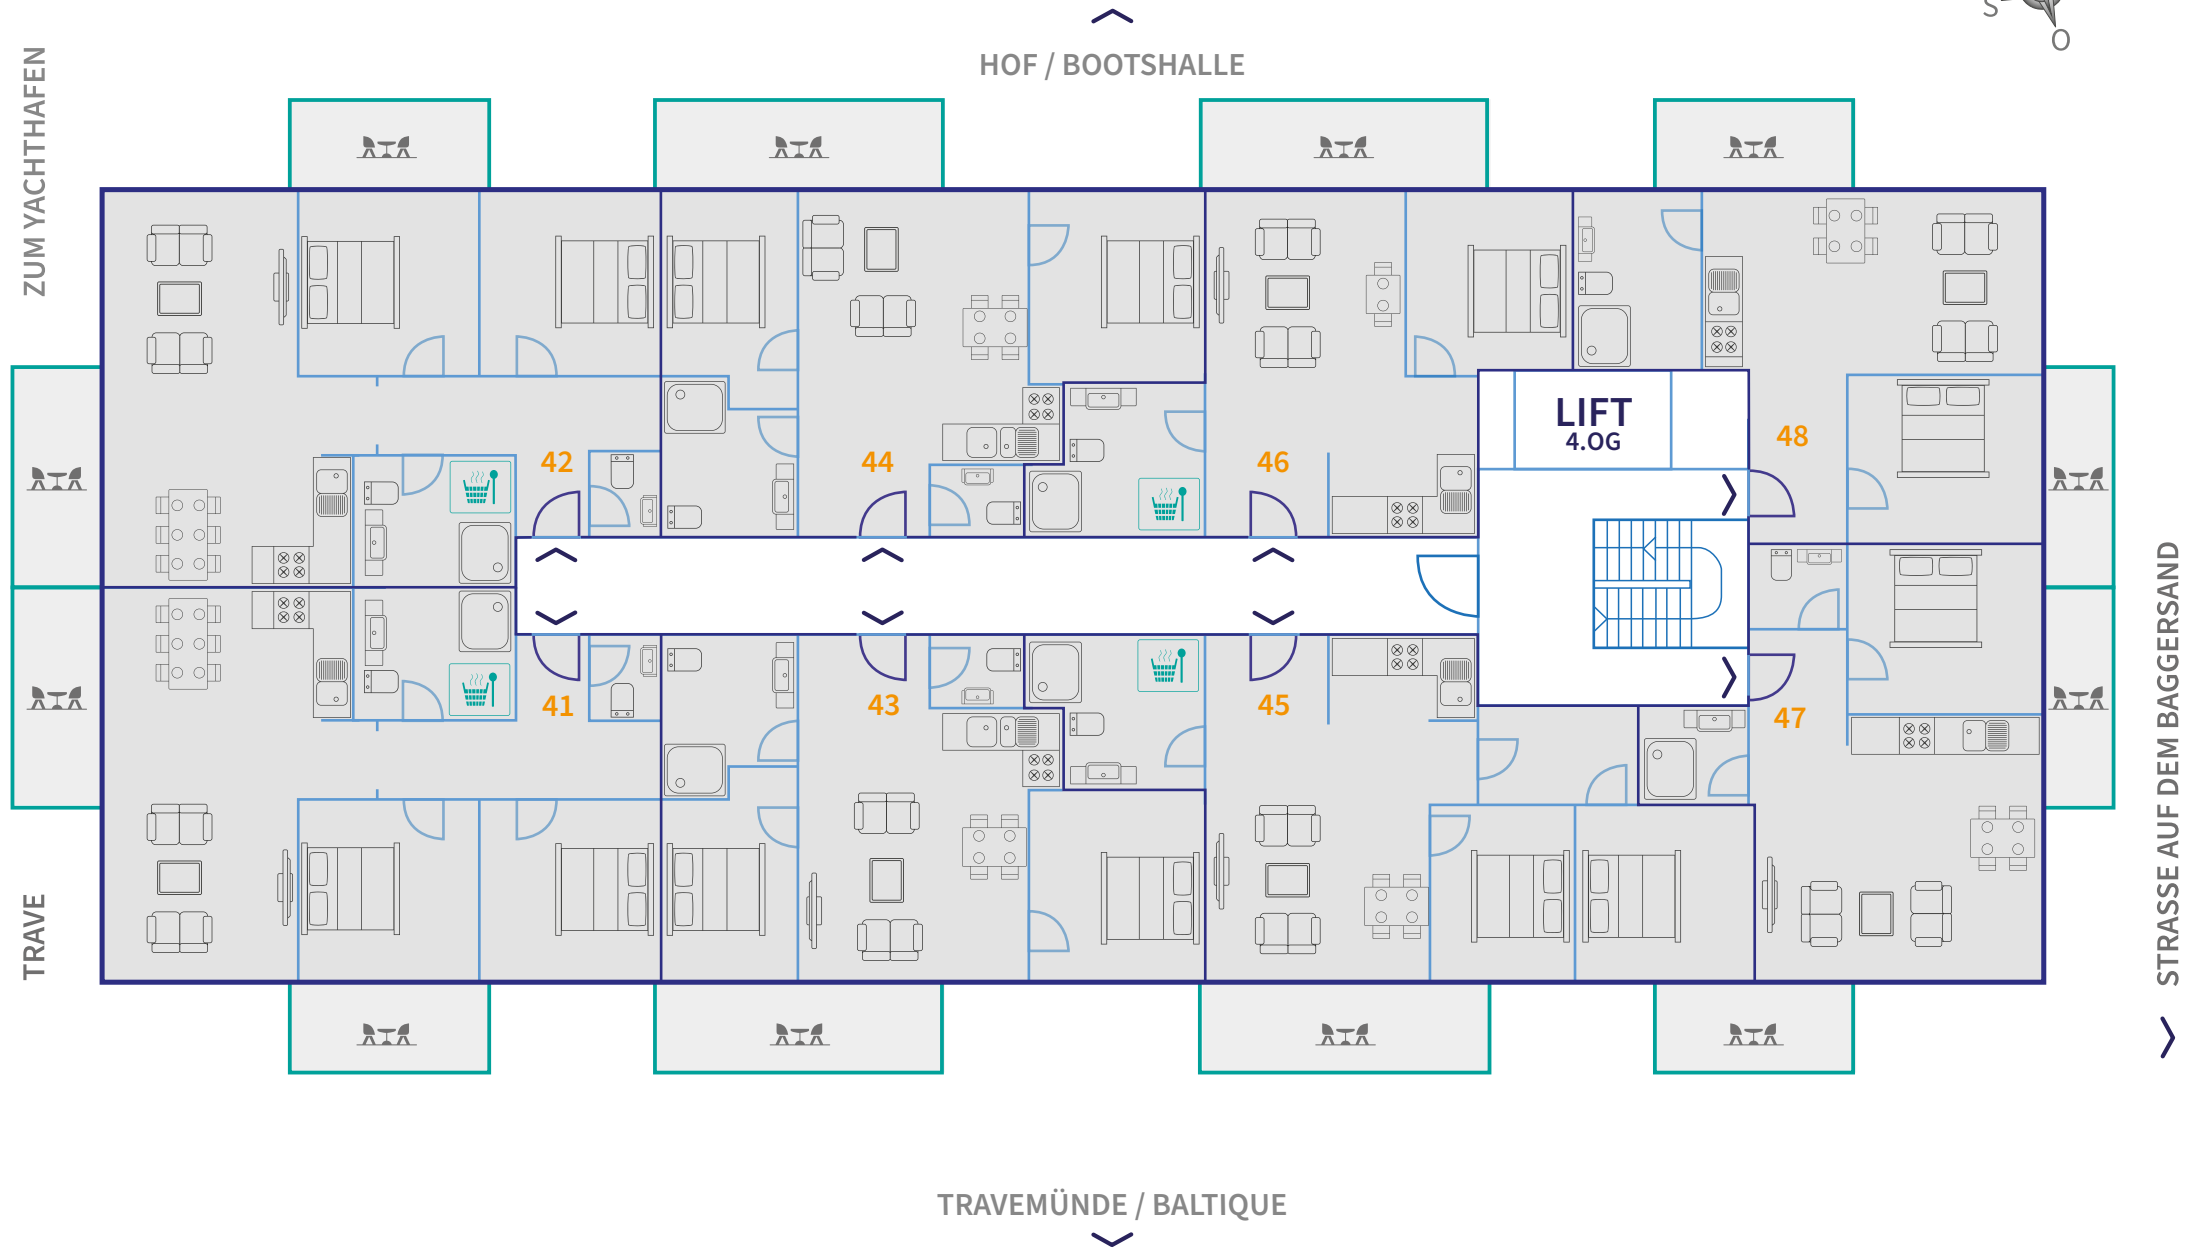 S
O
HOF / BOOTSHALLE
ZUM YACHTHAFEN
LIFT
4.OG
42
44
46
48
41
43
45
47
TRAVE
STRASSE AUF DEM BAGGERSAND
TRAVEMÜNDE / BALTIQUE